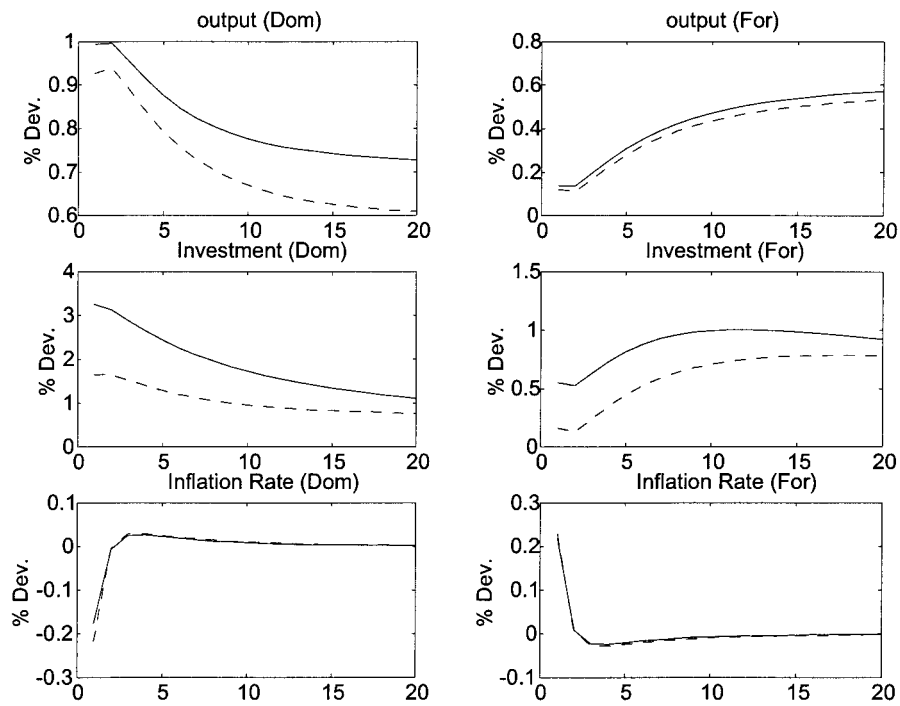 output (Dom)
% Dev.
1
0.9
0.8
0.7
0.6
0 5 10 15 20
output (For)
% Dev.
0.8
0.6
0.4
0.2
0
0 5 10 15 20
Investment (Dom)
% Dev.
4
3
2
1
0
0 5 10 15 20
Investment (For)
% Dev.
1.5
1
0.5
0
0 5 10 15 20
Inflation Rate (Dom)
% Dev.
0.1
0
-0.1
-0.2
-0.3
0 5 10 15 20
Inflation Rate (For)
% Dev.
0.3
0.2
0.1
0
-0.1
0 5 10 15 20